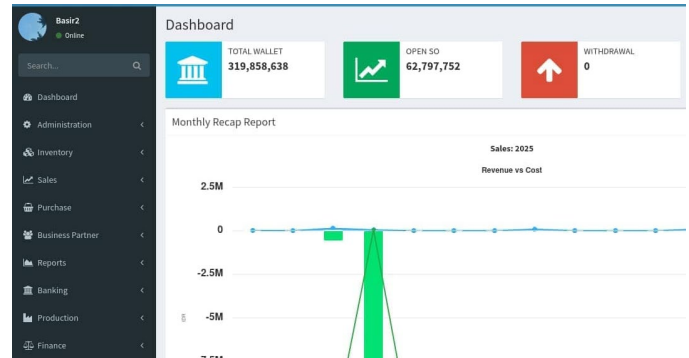 Basir2
Online
Search...
Dashboard
Administration
Inventory
Sales
Purchase
Business Partner
Reports
Banking
Production
Finance
Dashboard
TOTAL WALLET
319,858,638
OPEN SO
62,797,752
WITHDRAWAL
0
Monthly Recap Report
Sales: 2025
Revenue vs Cost
2.5M
0
-2.5M
-5M
-7.5M